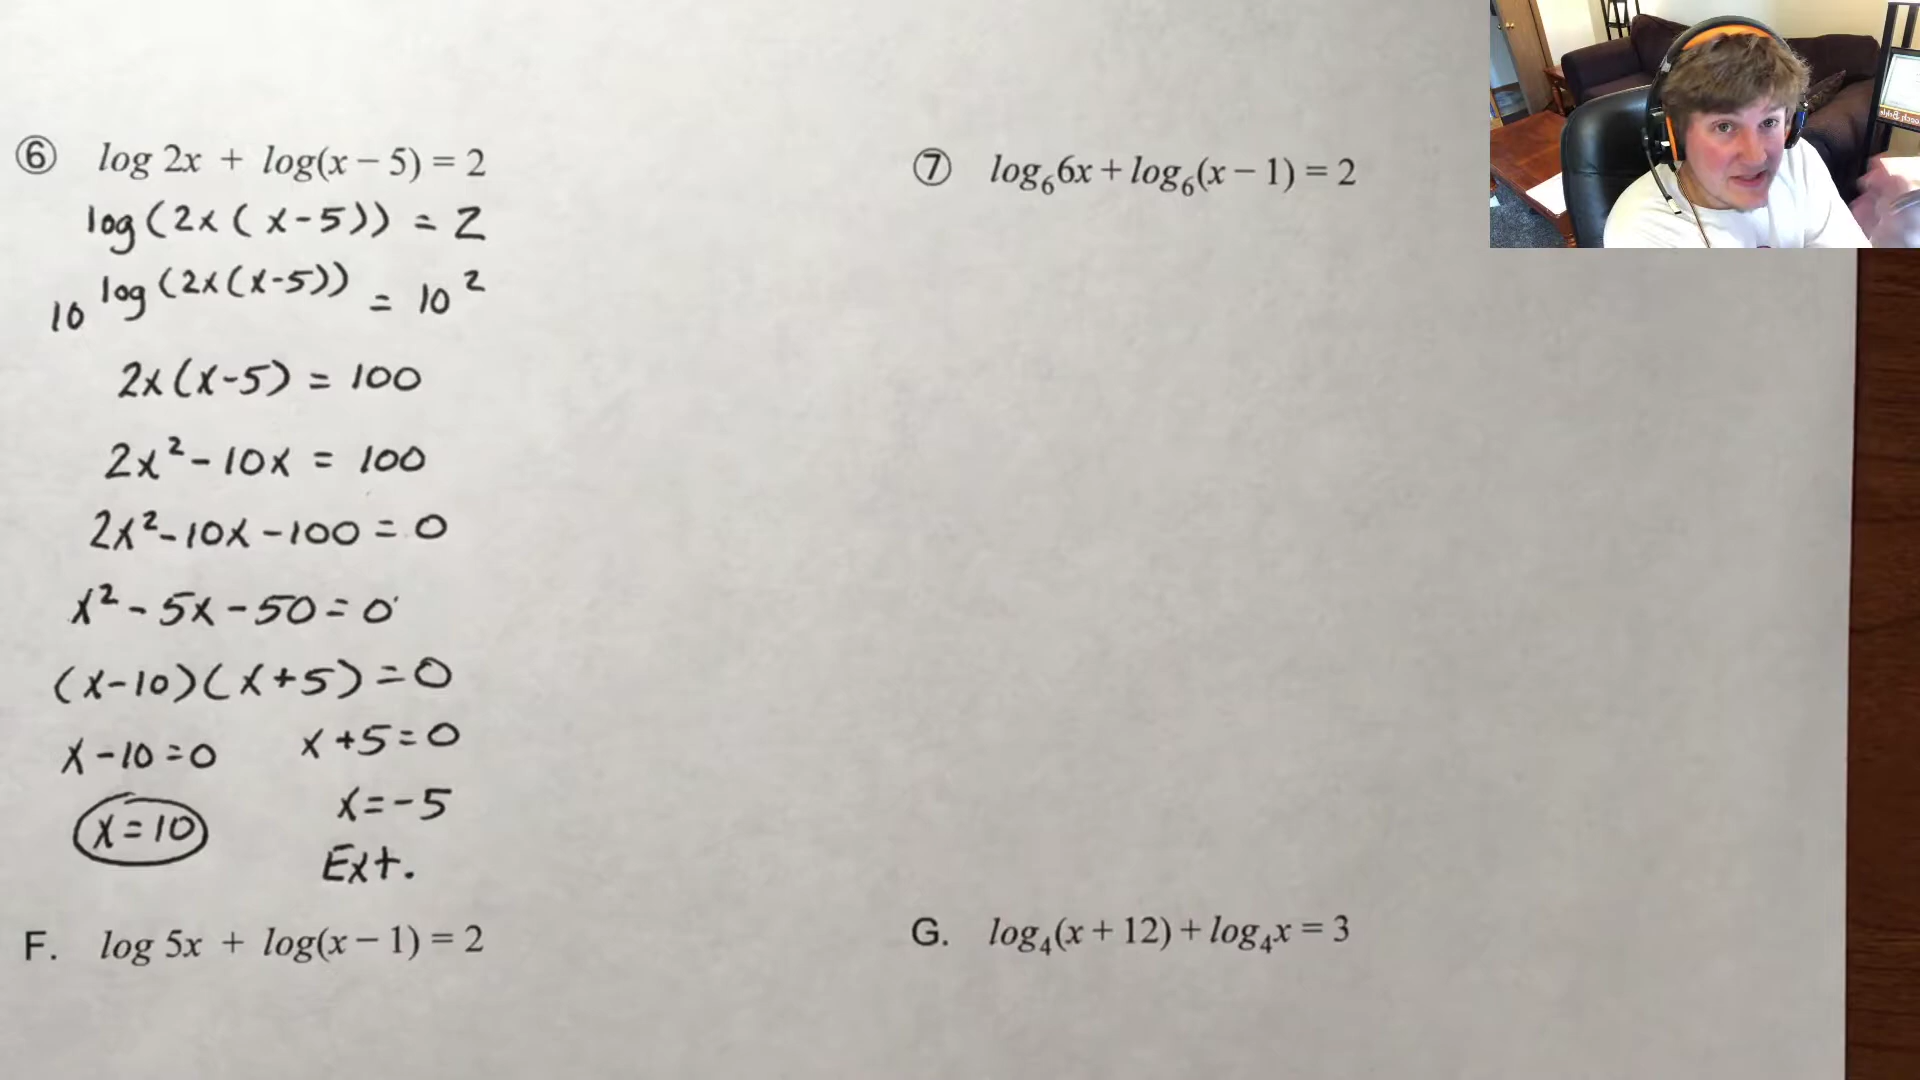 ⑥ log 2x + log(x − 5) = 2
log(2x(x-5)) = 2
10^log(2x(x-5)) = 10^2
2x(x-5) = 100
2x² - 10x = 100
2x² - 10x - 100 = 0
x² - 5x - 50 = 0
(x-10)(x+5) = 0
x - 10 = 0 x + 5 = 0
x = 10 x = -5
Ext.
F. log 5x + log(x − 1) = 2
⑦ log₆6x + log₆(x − 1) = 2
G. log₄(x + 12) + log₄x = 3